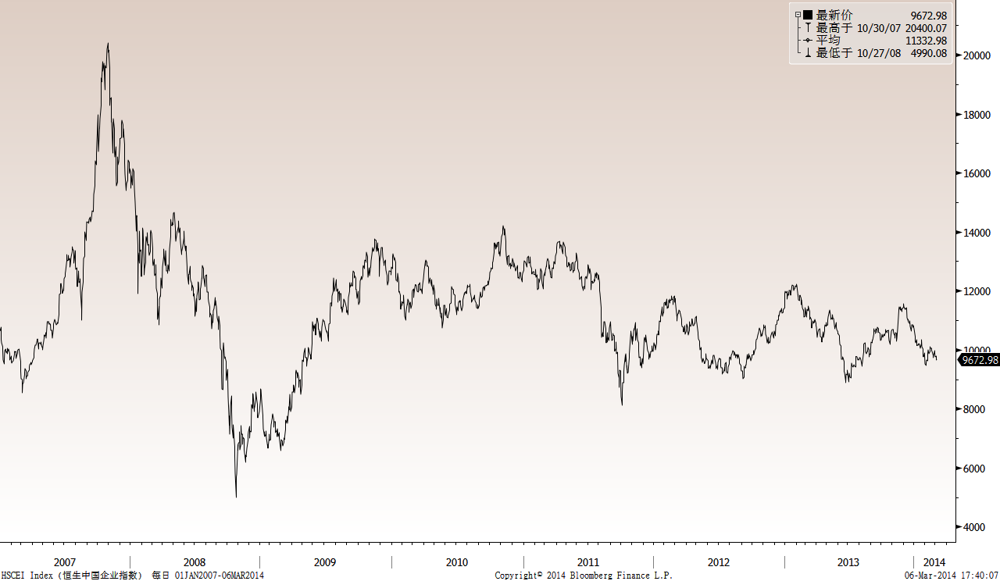 最新价 9672.98
最高于 10/30/07 20400.07
平均 11332.98
最低于 10/27/08 4990.08
20000
18000
16000
14000
12000
10000
9672.98
8000
6000
4000
2007 2008 2009 2010 2011 2012 2013 2014
HSCEI Index (恒生中国企业指数) 每日 01JAN2007-06MAR2014 Copyright© 2014 Bloomberg Finance L.P. 06-Mar-2014 17:40:07